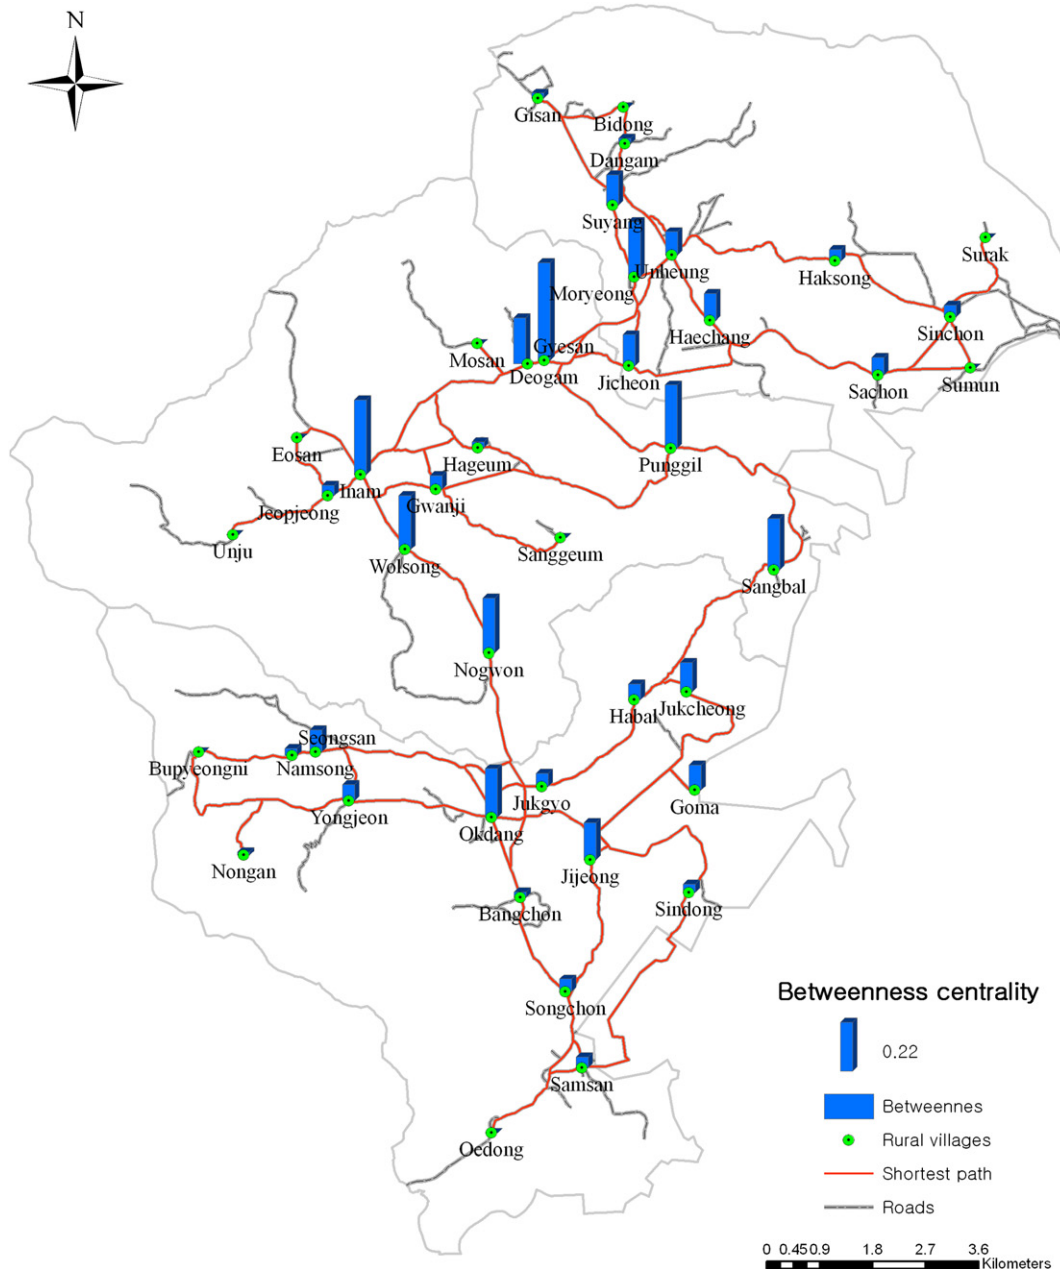 N
Gisan
Bidong
Dangam
Suyang
Unheung
Haksong
Surak
Moryeong
Haechang
Sinchon
Mosan
Gyesan
Deogam
Jicheon
Sachon
Sumun
Eosan
Hageum
Punggil
Inam
Jeopjeong
Gwanji
Unju
Wolsong
Sanggeum
Sangbal
Nogwon
Habal
Jukcheong
Seongsan
Bupyeongni
Namsong
Yongjeon
Okdang
Jukgyo
Goma
Nongan
Jijeong
Bangchon
Sindong
Songchon
Samsan
Oedong
Betweenness centrality
0.22
Betweennes
Rural villages
Shortest path
Roads
0 0.45 0.9 1.8 2.7 3.6
Kilometers